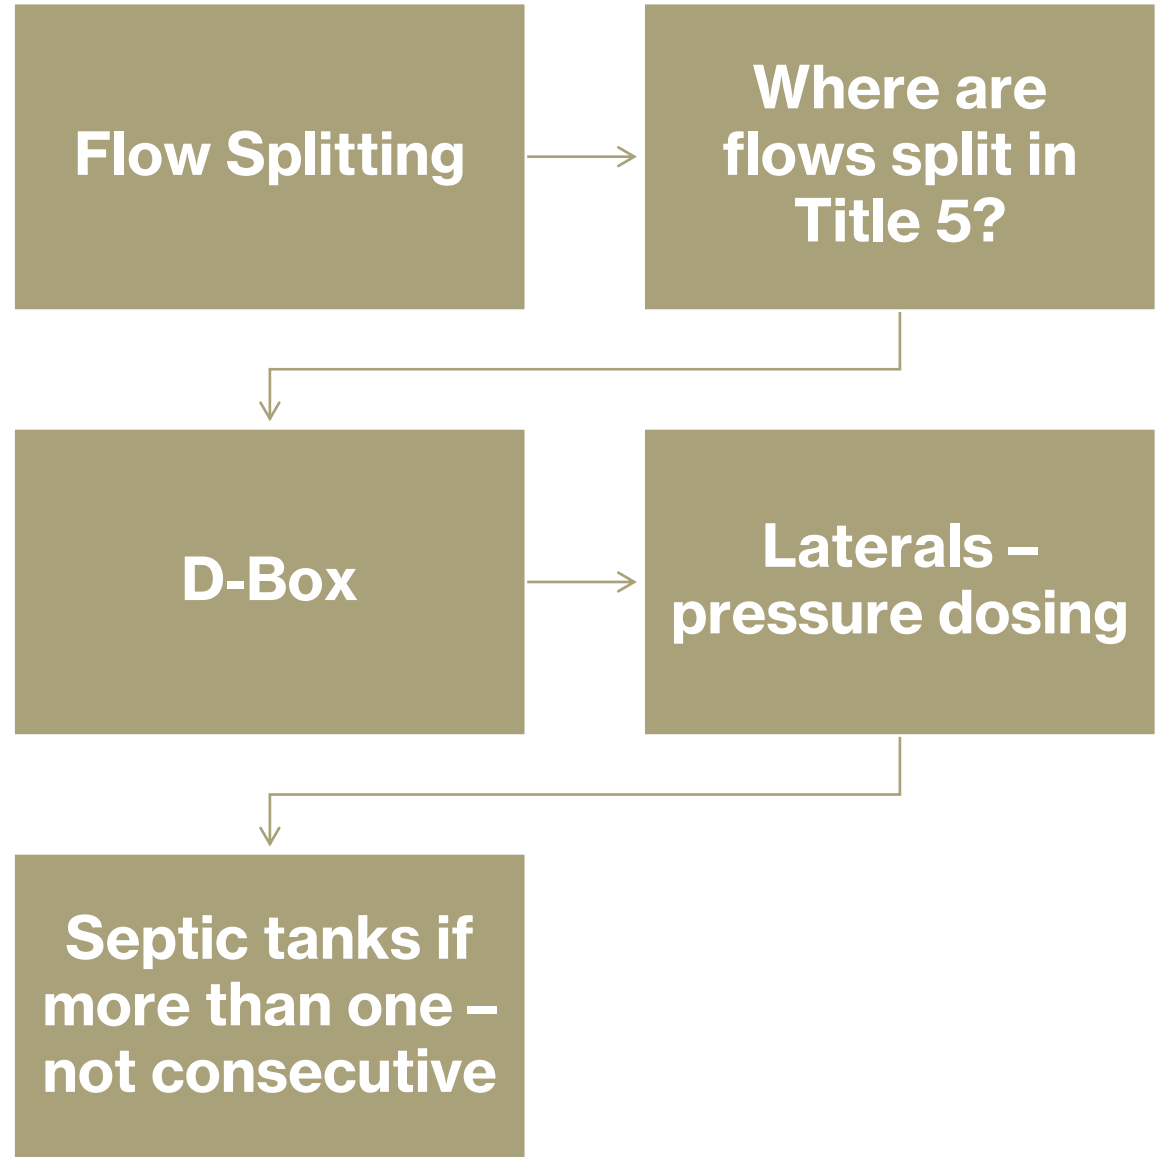 Flow Splitting
Where are
flows split in
Title 5?
D-Box
Laterals –
pressure dosing
Septic tanks if
more than one –
not consecutive